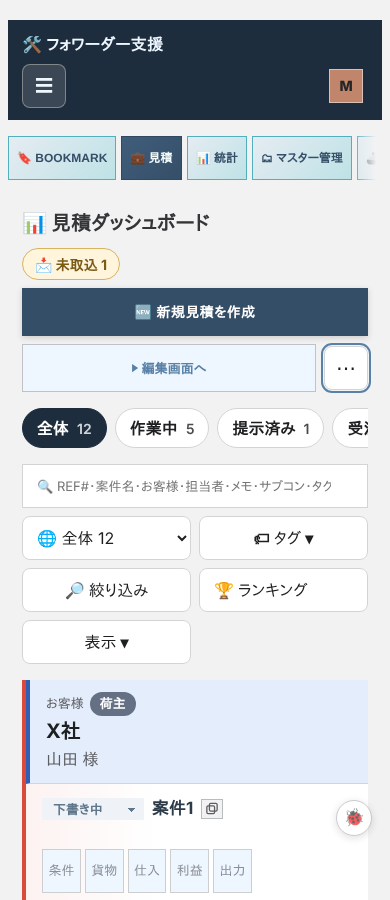 🛠️ フォワーダー支援
☰
M
🔖 BOOKMARK 💼 見積 📊 統計 🗂 マスター管理
📊 見積ダッシュボード
📩 未取込 1
🆕 新規見積を作成
▶編集画面へ
⋯
全体 12 作業中 5 提示済み 1 受
🔍 REF#・案件名・お客様・担当者・メモ・サブコン・タク
🌐 全体 12
🏷 タグ ▾
🔎 絞り込み
🏆 ランキング
表示 ▾
お客様 荷主
X社
山田 様
下書き中 案件1
条件 貨物 仕入 利益 出力